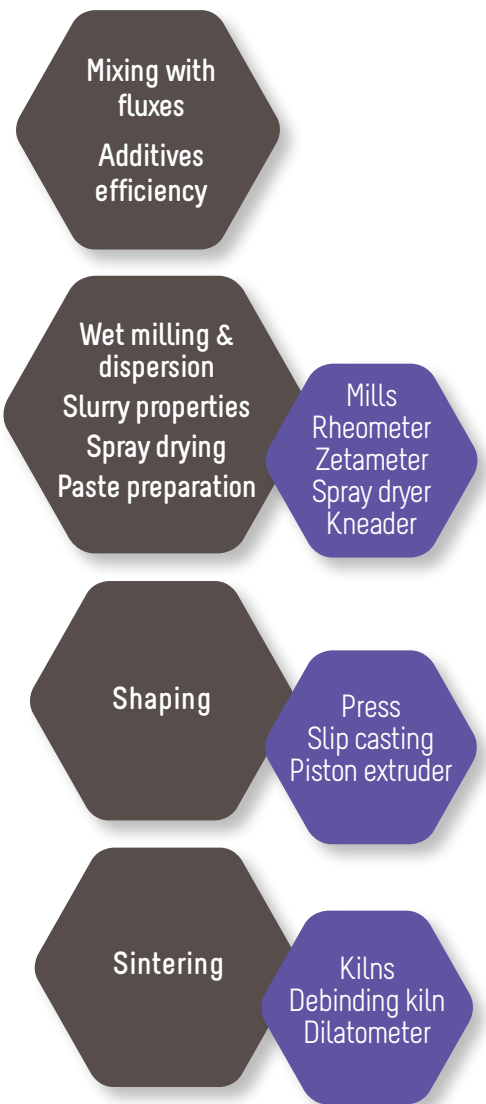 Mixing with
fluxes
Additives
efficiency
Wet milling &
dispersion
Slurry properties
Spray drying
Paste preparation
Mills
Rheometer
Zetameter
Spray dryer
Kneader
Shaping
Press
Slip casting
Piston extruder
Sintering
Kilns
Debinding kiln
Dilatometer